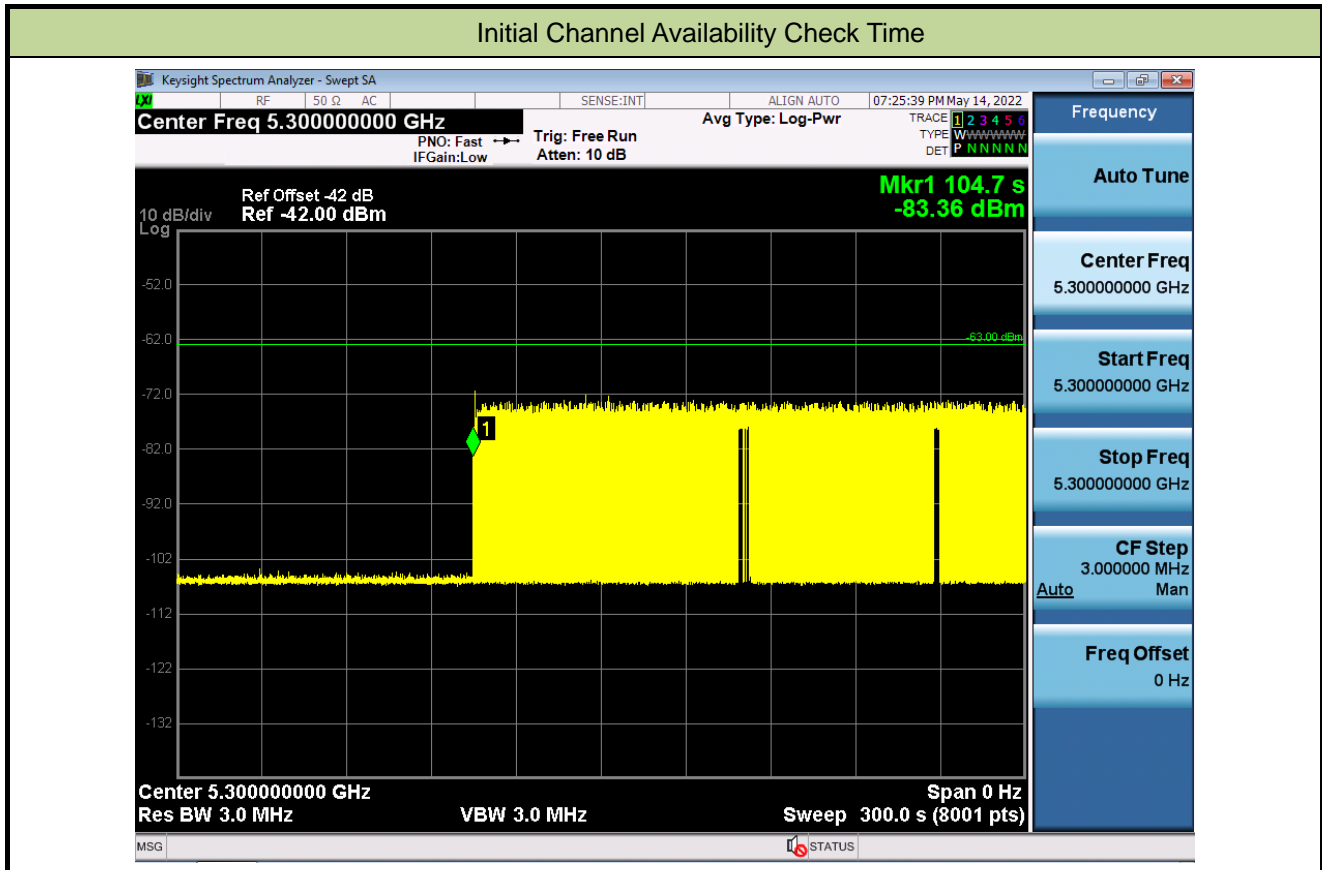 Initial Channel Availability Check Time
Keysight Spectrum Analyzer - Swept SA
LXI RF 50 Ω AC SENSE:INT ALIGN AUTO 07:25:39 PM May 14, 2022
Center Freq 5.300000000 GHz
PNO: Fast
IFGain:Low
Trig: Free Run
Atten: 10 dB
Avg Type: Log-Pwr
TRACE 1 2 3 4 5 6
TYPE WWWWWW
DET P N N N N N
Frequency
Auto Tune
Center Freq
5.300000000 GHz
Start Freq
5.300000000 GHz
Stop Freq
5.300000000 GHz
CF Step
3.000000 MHz
Auto Man
Freq Offset
0 Hz
Mkr1 104.7 s
-83.36 dBm
Ref Offset -42 dB
10 dB/div Ref -42.00 dBm
Log
-52.0
-62.0
-63.00 dBm
-72.0
1
-82.0
-92.0
-102
-112
-122
-132
Center 5.300000000 GHz Span 0 Hz
Res BW 3.0 MHz VBW 3.0 MHz Sweep 300.0 s (8001 pts)
MSG STATUS